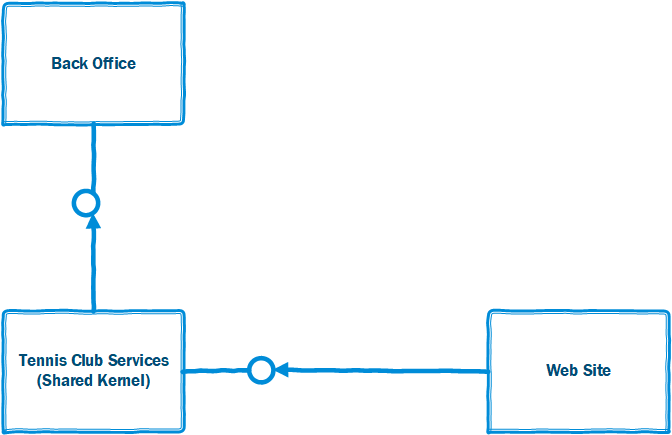 Back Office
Tennis Club Services
(Shared Kernel)
Web Site